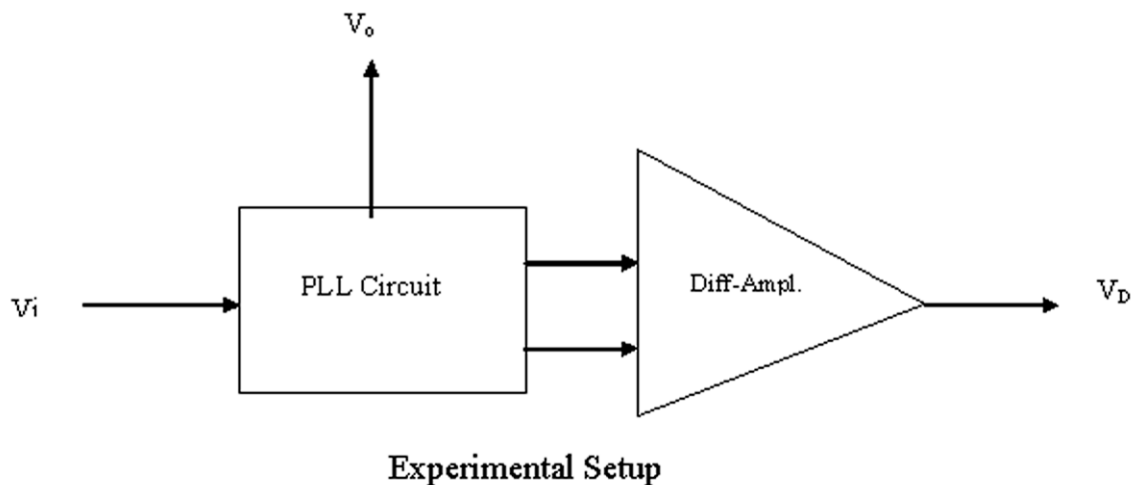 Vo
PLL Circuit
Diff-Ampl.
Vi
VD
Experimental Setup